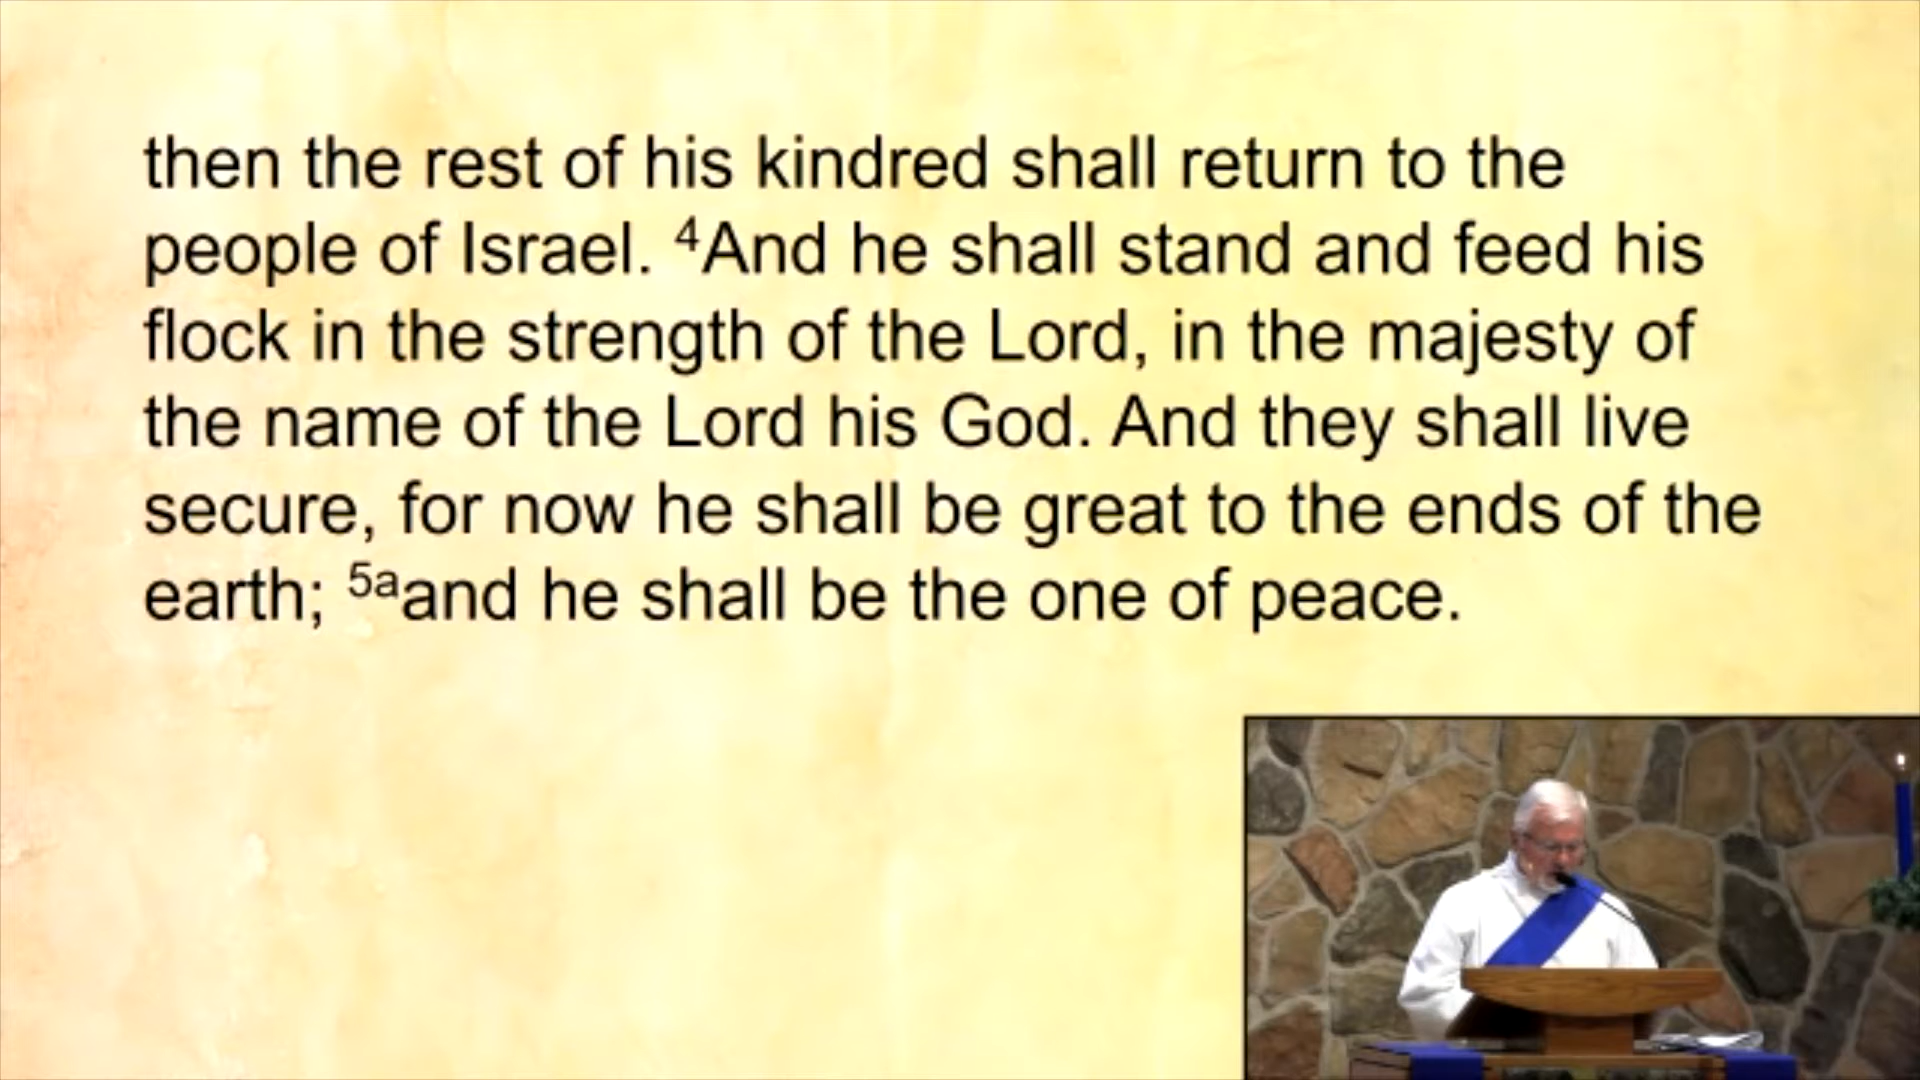 then the rest of his kindred shall return to the
people of Israel. ⁴And he shall stand and feed his
flock in the strength of the Lord, in the majesty of
the name of the Lord his God. And they shall live
secure, for now he shall be great to the ends of the
earth; ⁵ᵃand he shall be the one of peace.